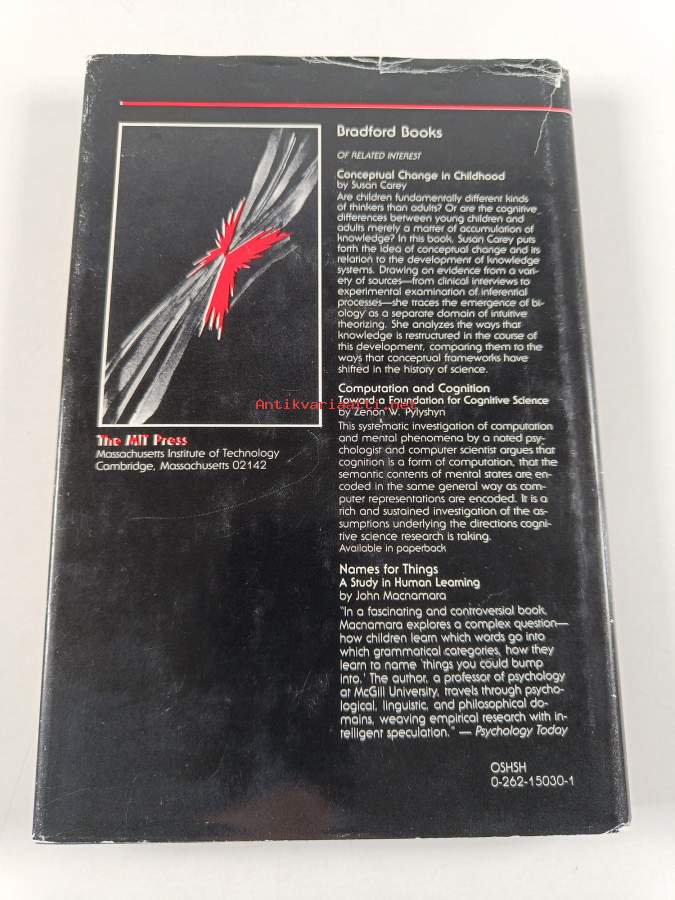 Bradford Books
OF RELATED INTEREST
Conceptual Change in Childhood
by Susan Carey
Are children fundamentally different kinds
of thinkers than adults? Or are the cognitive
differences between young children and
adults merely a matter of accumulation of
knowledge? In this book, Susan Carey puts
forth the idea of conceptual change and its
relation to the development of knowledge
systems. Drawing on evidence from a vari-
ety of sources—from clinical interviews to
experimental examination of inferential
processes—she traces the emergence of bi-
ology as a separate domain of intuitive
theorizing. She analyzes the ways that
knowledge is restructured in the course of
this development, comparing them to the
ways that conceptual frameworks have
shifted in the history of science.
Computation and Cognition
Toward a Foundation for Cognitive Science
by Zenon W. Pylyshyn
This systematic investigation of computation
and mental phenomena by a noted psy-
chologist and computer scientist argues that
cognition is a form of computation, that the
semantic contents of mental states are en-
coded in the same general way as com-
puter representations are encoded. It is a
rich and sustained investigation of the as-
sumptions underlying the directions cogni-
tive science research is taking.
Available in paperback
Names for Things
A Study in Human Learning
by John Macnamara
"In a fascinating and controversial book,
Macnamara explores a complex question—
how children learn which words go into
which grammatical categories, how they
learn to name 'things you could bump
into.' The author, a professor of psychology
at McGill University, travels through psycho-
logical, linguistic, and philosophical do-
mains, weaving empirical research with in-
telligent speculation." — Psychology Today
OSHSH
0-262-15030-1
The MIT Press
Massachusetts Institute of Technology
Cambridge, Massachusetts 02142
Antikvariaatti.net